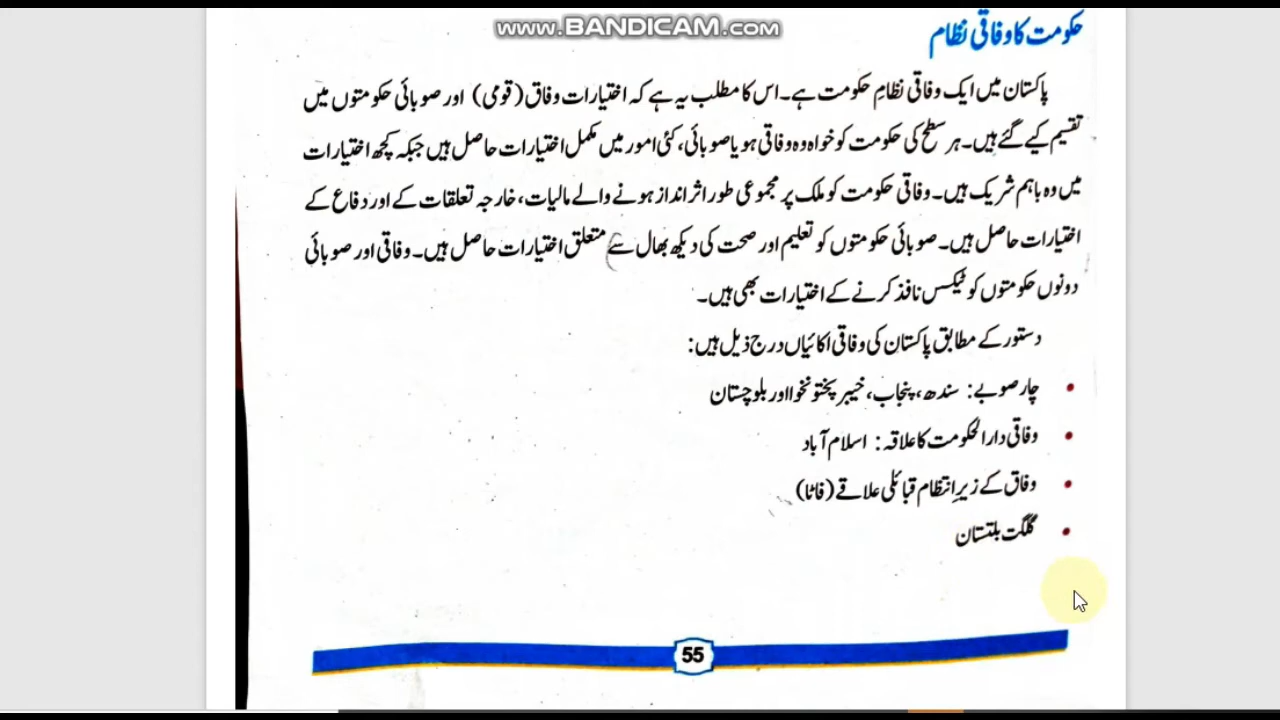 www.BANDICAM.com
حکومت کا وفاقی نظام
پاکستان میں ایک وفاقی نظامِ حکومت ہے۔ اس کا مطلب یہ ہے کہ اختیارات وفاق (قومی) اور صوبائی حکومتوں میں
تقسیم کیے گئے ہیں۔ ہر سطح کی حکومت کو خواہ وہ وفاقی ہو یا صوبائی، کئی امور میں مکمل اختیارات حاصل ہیں جبکہ کچھ اختیارات
میں وہ باہم شریک ہیں۔ وفاقی حکومت کو ملک پر مجموعی طور اثر انداز ہونے والے مالیات، خارجہ تعلقات کے اور دفاع کے
اختیارات حاصل ہیں۔ صوبائی حکومتوں کو تعلیم اور صحت کی دیکھ بھال سے متعلق اختیارات حاصل ہیں۔ وفاقی اور صوبائی
دونوں حکومتوں کو ٹیکس نافذ کرنے کے اختیارات بھی ہیں۔
دستور کے مطابق پاکستان کی وفاقی اکائیاں درج ذیل ہیں:
• چار صوبے: سندھ، پنجاب، خیبر پختونخوا اور بلوچستان
• وفاقی دارالحکومت کا علاقہ: اسلام آباد
• وفاق کے زیرِ انتظام قبائلی علاقے (فاٹا)
• گلگت بلتستان
55